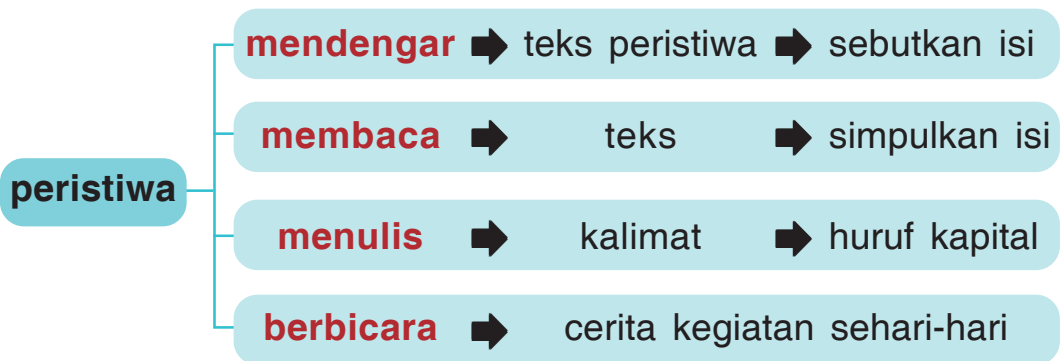 peristiwa
mendengar teks peristiwa sebutkan isi
membaca teks simpulkan isi
menulis kalimat huruf kapital
berbicara cerita kegiatan sehari-hari